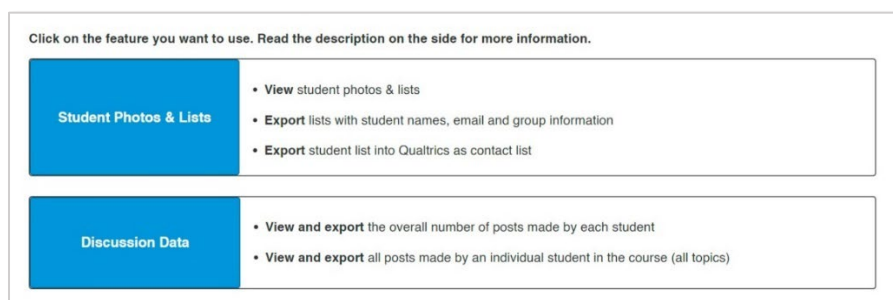 Click on the feature you want to use. Read the description on the side for more information.
Student Photos & Lists
• View student photos & lists
• Export lists with student names, email and group information
• Export student list into Qualtrics as contact list
Discussion Data
• View and export the overall number of posts made by each student
• View and export all posts made by an individual student in the course (all topics)